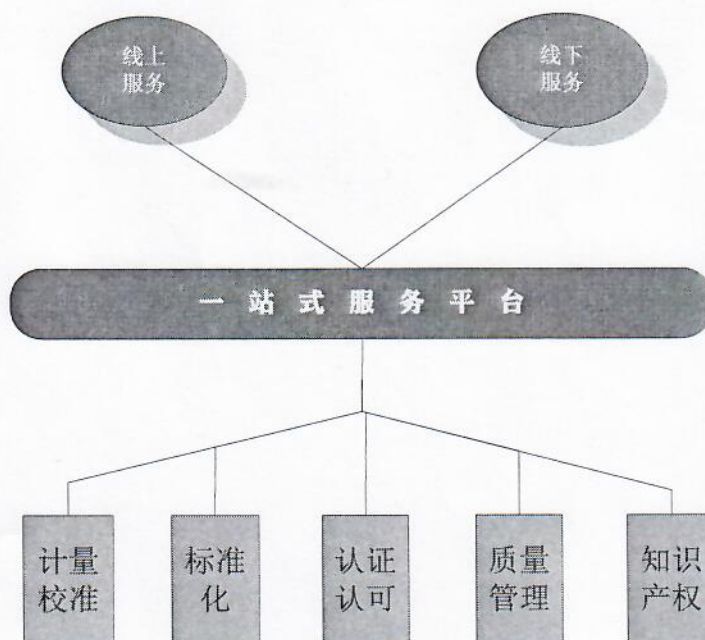 线上
服务
线下
服务
一站式服务平台
计量
校准
标准
化
认证
认可
质量
管理
知识
产权